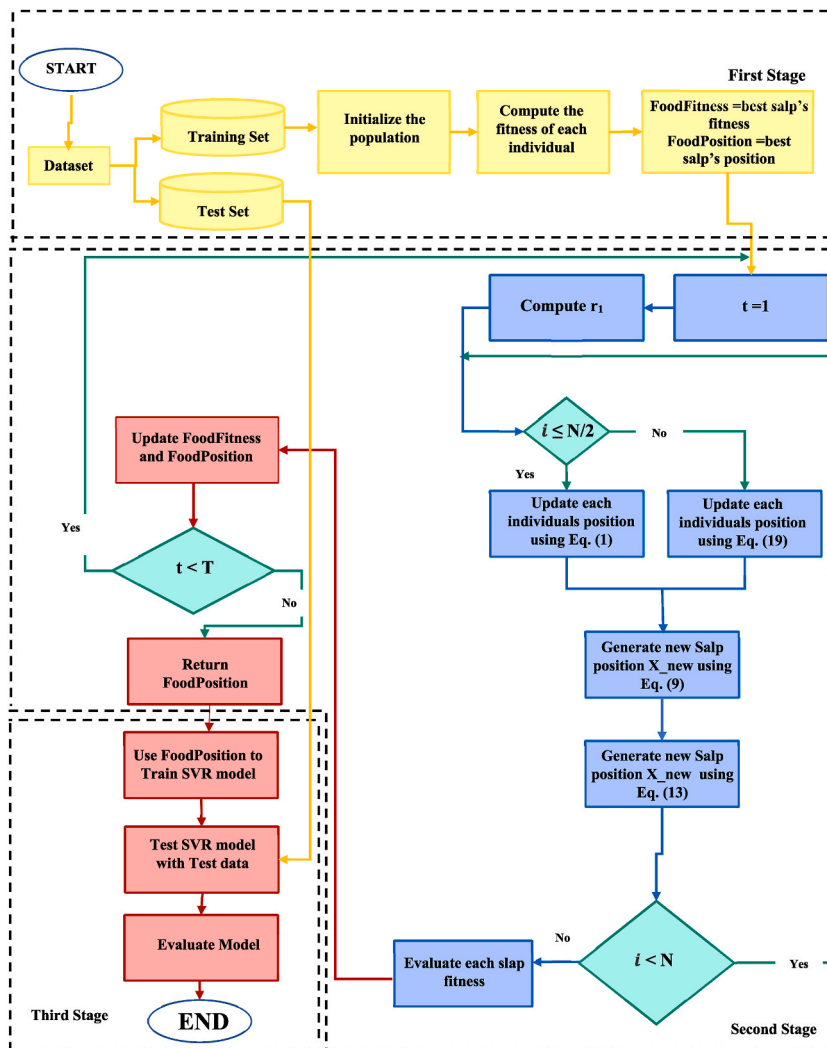 START
First Stage
Dataset
Training Set
Test Set
Initialize the
population
Compute the
fitness of each
individual
FoodFitness =best salp's
fitness
FoodPosition =best
salp's position
t =1
Compute r₁
i ≤ N/2
No
Yes
Update each
individuals position
using Eq. (1)
Update each
individuals position
using Eq. (19)
Generate new Salp
position X_new using
Eq. (9)
Generate new Salp
position X_new using
Eq. (13)
i < N
No
Yes
Evaluate each slap
fitness
Second Stage
Update FoodFitness
and FoodPosition
Yes
t < T
No
Return
FoodPosition
Use FoodPosition to
Train SVR model
Test SVR model
with Test data
Evaluate Model
END
Third Stage